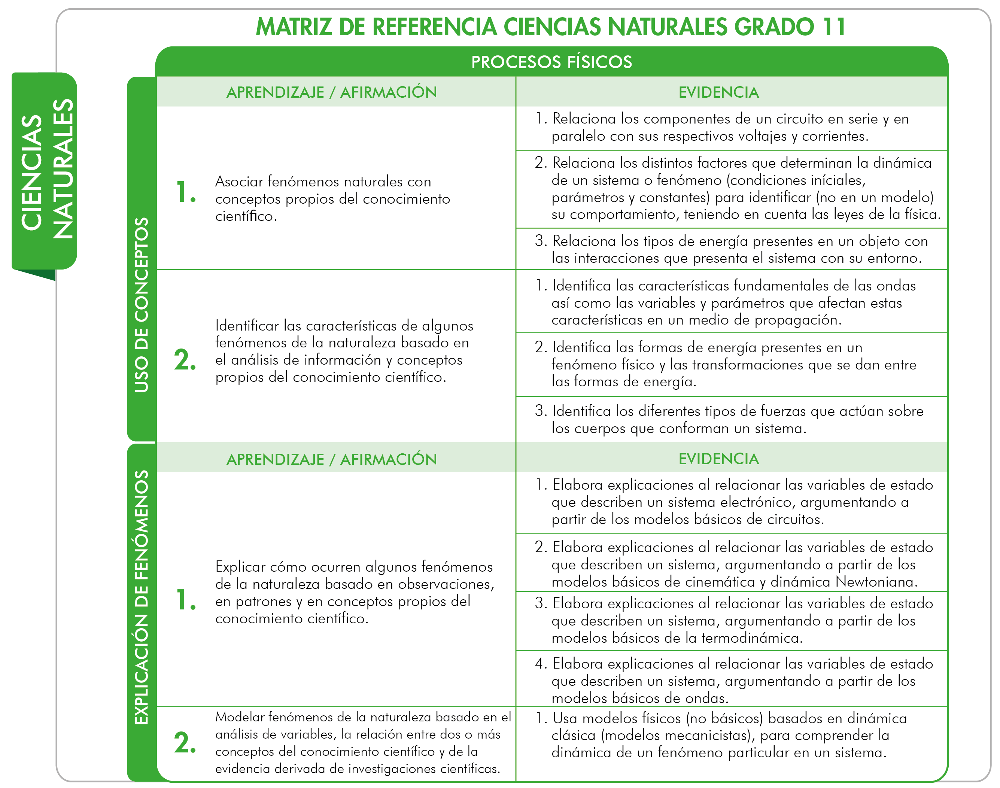 MATRIZ DE REFERENCIA CIENCIAS NATURALES GRADO 11
CIENCIAS
NATURALES
PROCESOS FÍSICOS
USO DE CONCEPTOS
APRENDIZAJE / AFIRMACIÓN
EVIDENCIA
1.
Asociar fenómenos naturales con
conceptos propios del conocimiento
científico.
1. Relaciona los componentes de un circuito en serie y en
paralelo con sus respectivos voltajes y corrientes.
2. Relaciona los distintos factores que determinan la dinámica
de un sistema o fenómeno (condiciones iníciales,
parámetros y constantes) para identificar (no en un modelo)
su comportamiento, teniendo en cuenta las leyes de la física.
3. Relaciona los tipos de energía presentes en un objeto con
las interacciones que presenta el sistema con su entorno.
2.
Identificar las características de algunos
fenómenos de la naturaleza basado en
el análisis de información y conceptos
propios del conocimiento científico.
1. Identifica las características fundamentales de las ondas
así como las variables y parámetros que afectan estas
características en un medio de propagación.
2. Identifica las formas de energía presentes en un
fenómeno físico y las transformaciones que se dan entre
las formas de energía.
3. Identifica los diferentes tipos de fuerzas que actúan sobre
los cuerpos que conforman un sistema.
EXPLICACIÓN DE FENÓMENOS
APRENDIZAJE / AFIRMACIÓN
EVIDENCIA
1.
Explicar cómo ocurren algunos fenómenos
de la naturaleza basado en observaciones,
en patrones y en conceptos propios del
conocimiento científico.
1. Elabora explicaciones al relacionar las variables de estado
que describen un sistema electrónico, argumentando a
partir de los modelos básicos de circuitos.
2. Elabora explicaciones al relacionar las variables de estado
que describen un sistema, argumentando a partir de los
modelos básicos de cinemática y dinámica Newtoniana.
3. Elabora explicaciones al relacionar las variables de estado
que describen un sistema, argumentando a partir de los
modelos básicos de la termodinámica.
4. Elabora explicaciones al relacionar las variables de estado
que describen un sistema, argumentando a partir de los
modelos básicos de ondas.
2.
Modelar fenómenos de la naturaleza basado en el
análisis de variables, la relación entre dos o más
conceptos del conocimiento científico y de la
evidencia derivada de investigaciones científicas.
1. Usa modelos físicos (no básicos) basados en dinámica
clásica (modelos mecanicistas), para comprender la
dinámica de un fenómeno particular en un sistema.